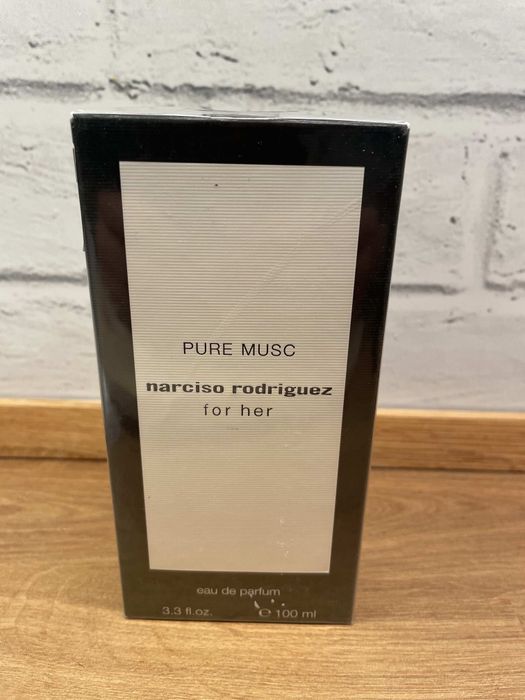 PURE MUSC
narciso rodriguez
for her
eau de parfum
3.3 fl.oz. ℮ 100 ml